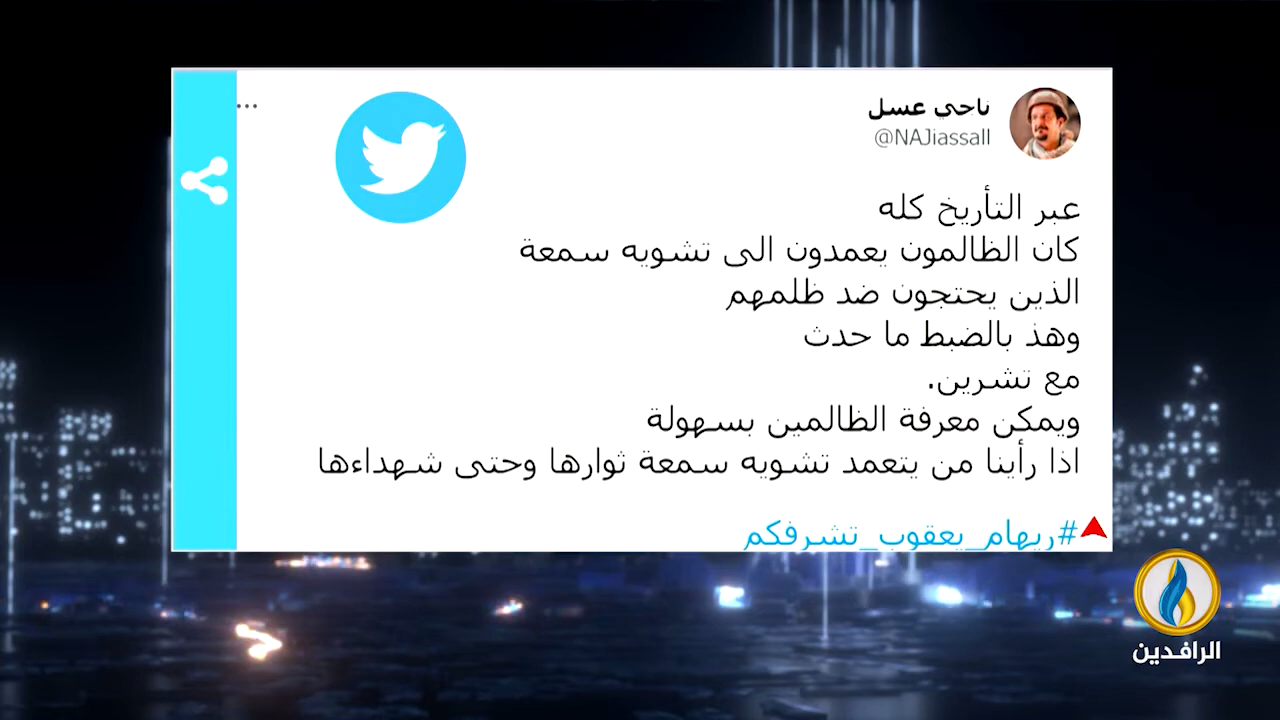 ناجي عسل
@NAJiassall
...
عبر التأريخ كله
كان الظالمون يعمدون الى تشويه سمعة
الذين يحتجون ضد ظلمهم
وهذ بالضبط ما حدث
مع تشرين.
ويمكن معرفة الظالمين بسهولة
اذا رأينا من يتعمد تشويه سمعة ثوارها وحتى شهداءها
#ريهام_يعقوب_تشرفكم
الرافدين